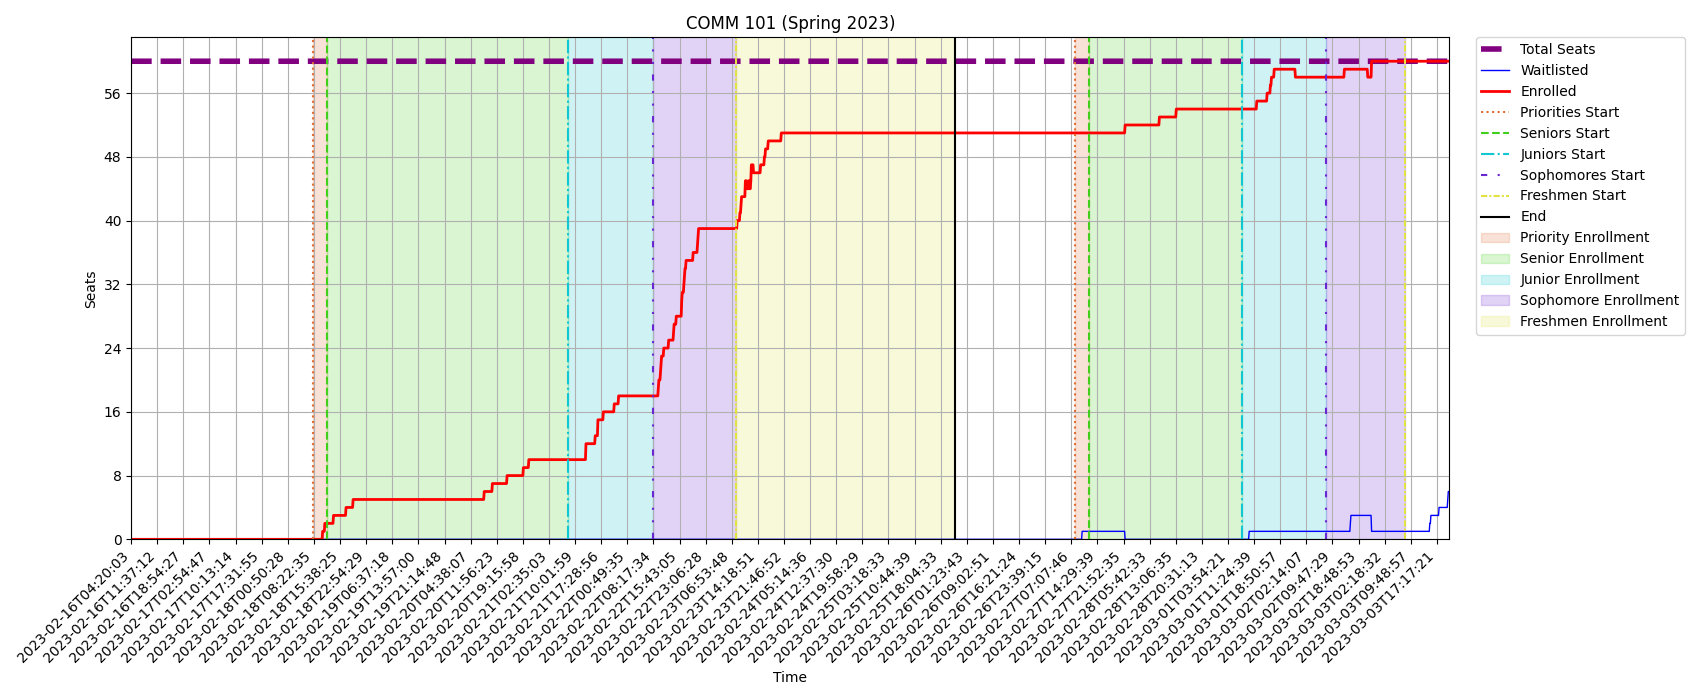 COMM 101 (Spring 2023)
Total Seats
Waitlisted
Enrolled
Priorities Start
Seniors Start
Juniors Start
Sophomores Start
Freshmen Start
End
Priority Enrollment
Senior Enrollment
Junior Enrollment
Sophomore Enrollment
Freshmen Enrollment
Seats
56
48
40
32
24
16
8
0
2023-02-16T04:20:03
2023-02-16T11:37:12
2023-02-16T18:54:27
2023-02-17T02:54:47
2023-02-17T10:13:14
2023-02-17T17:31:55
2023-02-18T00:50:28
2023-02-18T08:22:35
2023-02-18T15:38:25
2023-02-18T22:54:29
2023-02-19T06:37:18
2023-02-19T13:57:00
2023-02-19T21:14:48
2023-02-20T04:38:07
2023-02-20T11:56:23
2023-02-20T19:15:58
2023-02-21T02:35:03
2023-02-21T10:01:59
2023-02-21T17:28:56
2023-02-22T00:49:35
2023-02-22T08:17:34
2023-02-22T15:43:05
2023-02-22T23:06:28
2023-02-23T06:53:48
2023-02-23T14:18:51
2023-02-23T21:46:52
2023-02-24T05:14:36
2023-02-24T12:37:30
2023-02-24T19:58:29
2023-02-25T03:18:33
2023-02-25T10:44:39
2023-02-25T18:04:33
2023-02-26T01:23:43
2023-02-26T09:02:51
2023-02-26T16:21:24
2023-02-26T23:39:15
2023-02-27T07:07:46
2023-02-27T14:29:39
2023-02-27T21:52:35
2023-02-28T05:42:33
2023-02-28T13:06:35
2023-02-28T20:31:13
2023-03-01T03:54:21
2023-03-01T11:24:39
2023-03-01T18:50:57
2023-03-02T02:14:07
2023-03-02T09:47:29
2023-03-02T18:48:53
2023-03-03T02:18:32
2023-03-03T09:48:57
2023-03-03T17:17:21
Time